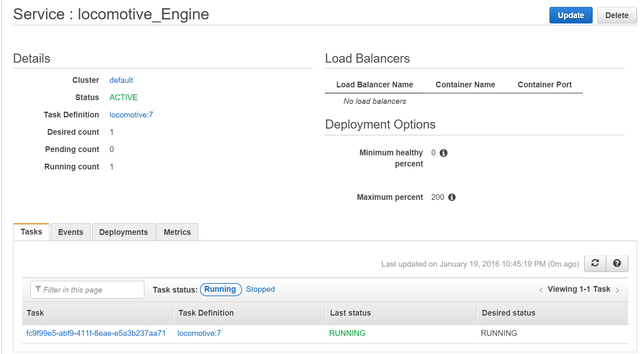 Service : locomotive_Engine
Update
Delete
Details
Cluster default
Status ACTIVE
Task Definition locomotive:7
Desired count 1
Pending count 0
Running count 1
Load Balancers
Load Balancer Name Container Name Container Port
No load balancers
Deployment Options
Minimum healthy percent 0
Maximum percent 200
Tasks Events Deployments Metrics
Last updated on January 19, 2016 10:45:19 PM (0m ago)
Filter in this page Task status: Running Stopped Viewing 1-1 Task
Task Task Definition Last status Desired status
fc9f99e5-abf9-411f-8eae-e5a3b237aa71 locomotive:7 RUNNING RUNNING